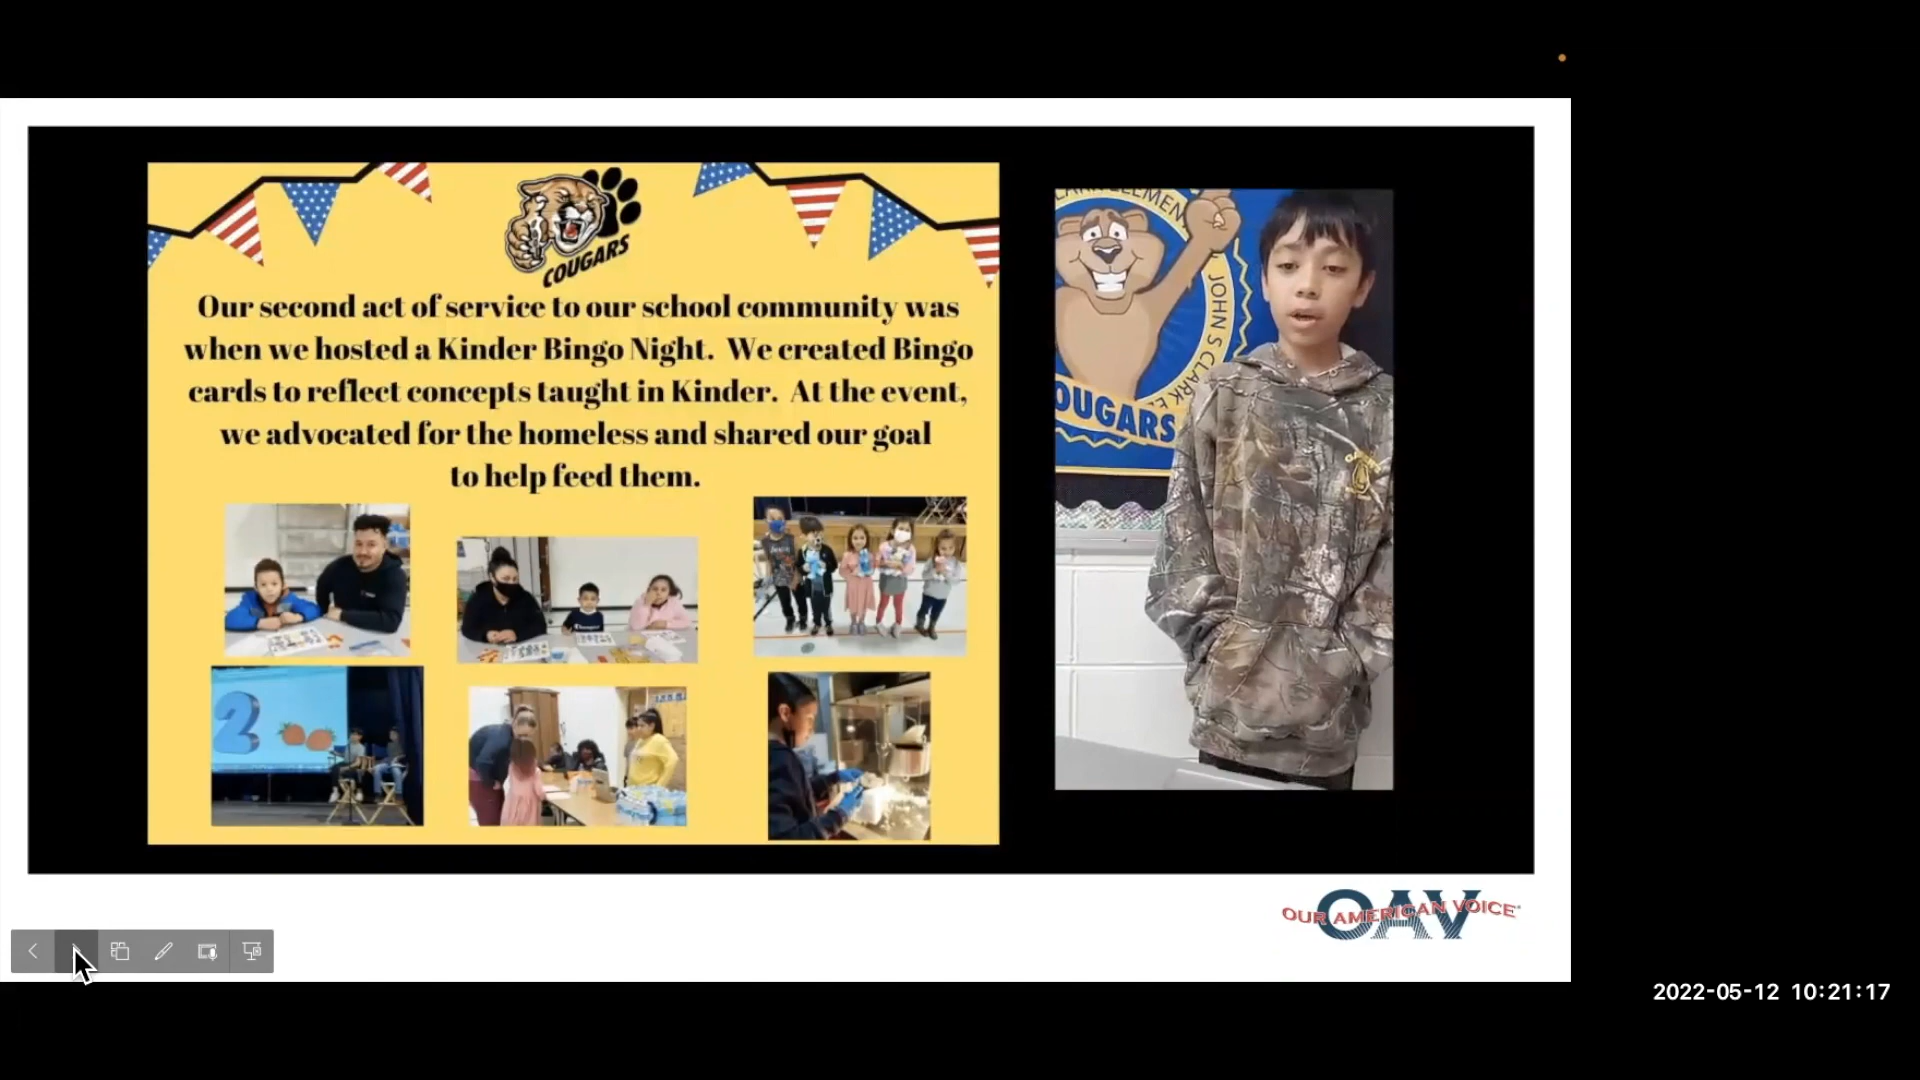 COUGARS
Our second act of service to our school community was
when we hosted a Kinder Bingo Night. We created Bingo
cards to reflect concepts taught in Kinder. At the event,
we advocated for the homeless and shared our goal
to help feed them.
2
JOHN S CLARK
OUGARS
OAV
OUR AMERICAN VOICE
2022-05-12 10:21:17